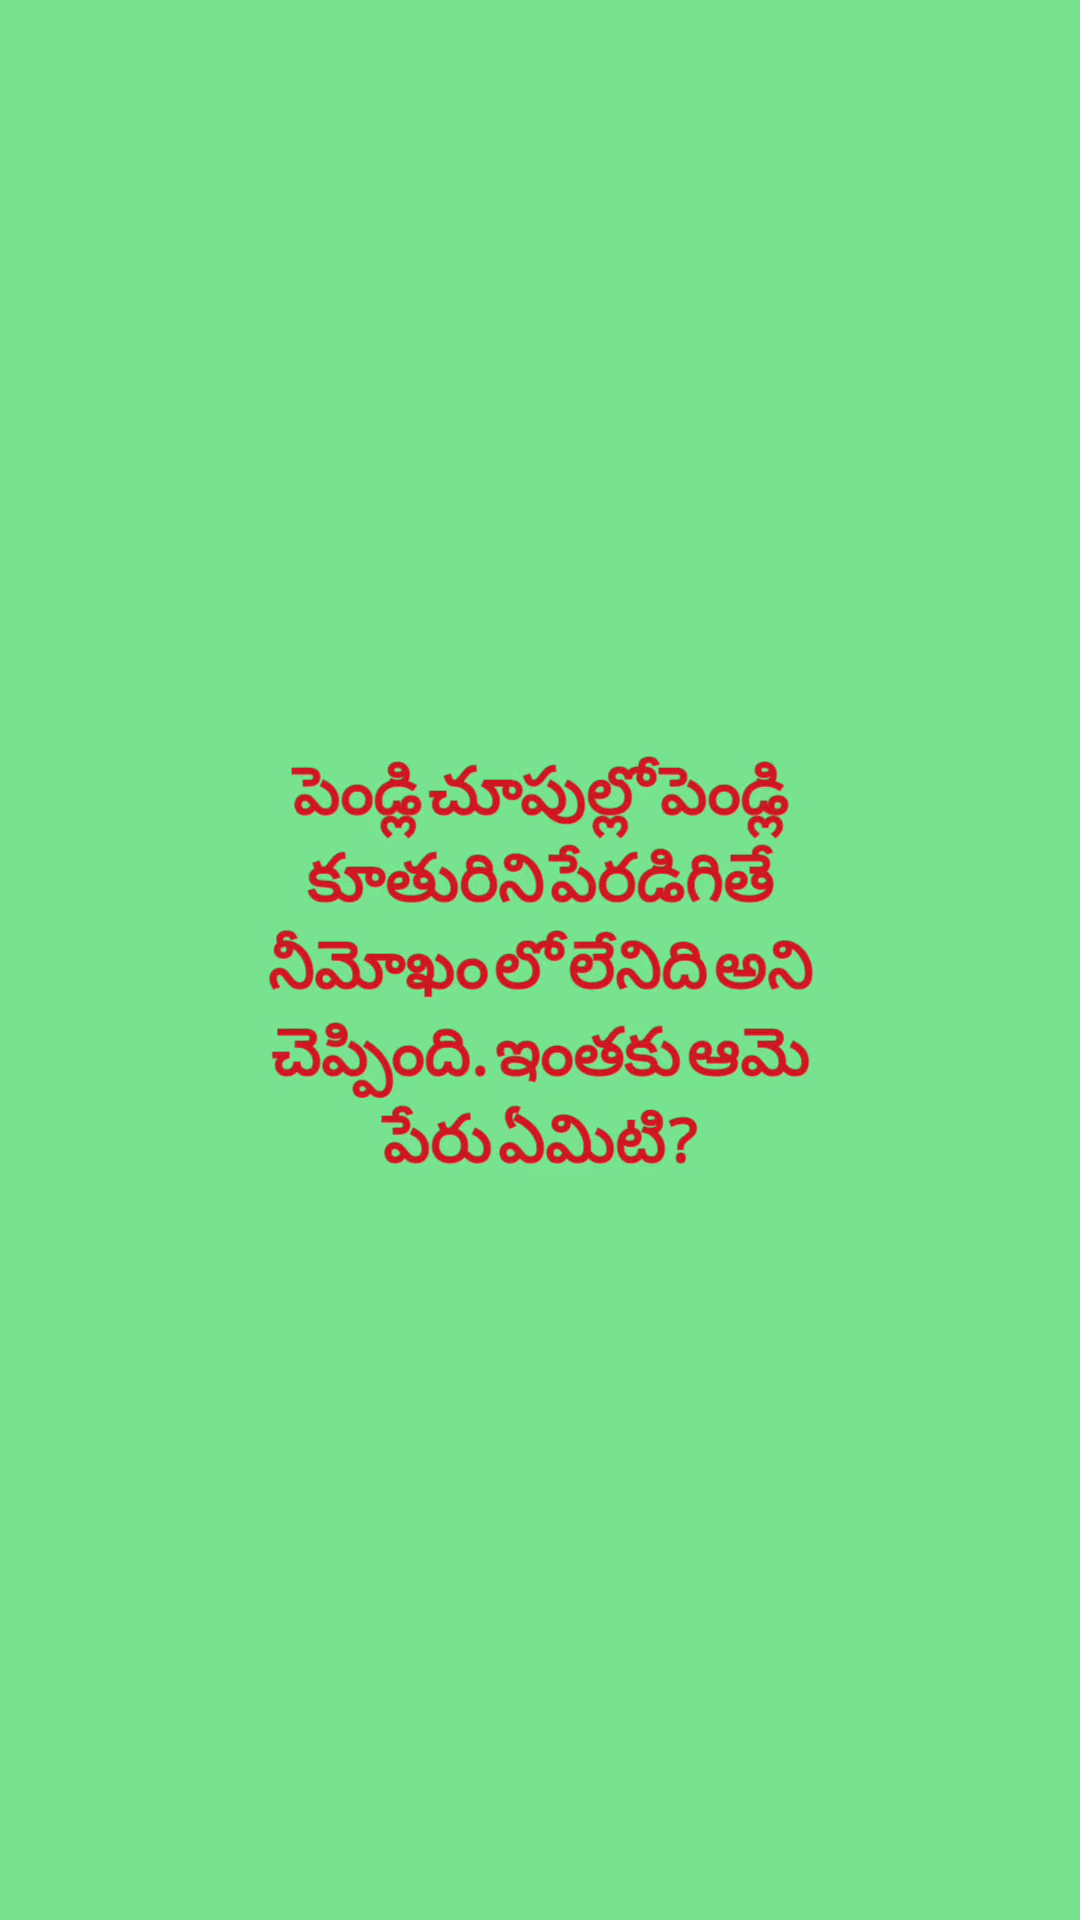 పెండ్లి చూపుల్లో పెండ్లి
కూతురిని పేరడిగితే
నీమోఖం లో లేనిది అని
చెప్పింది. ఇంతకు ఆమె
పేరు ఏమిటి?